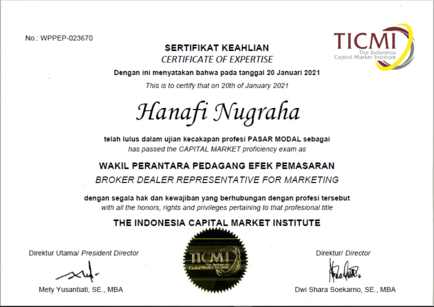 No.: WPPEP-023670
TICMI
The Indonesia
Capital Market Institute
SERTIFIKAT KEAHLIAN
CERTIFICATE OF EXPERTISE
Dengan ini menyatakan bahwa pada tanggal 20 Januari 2021
This is to certify that on 20th of January 2021
Hanafi Nugraha
telah lulus dalam ujian kecakapan profesi PASAR MODAL sebagai
has passed the CAPITAL MARKET proficiency exam as
WAKIL PERANTARA PEDAGANG EFEK PEMASARAN
BROKER DEALER REPRESENTATIVE FOR MARKETING
dengan segala hak dan kewajiban yang berhubungan dengan profesi tersebut
with all the honors, rights and privileges pertaining to that profesional title
THE INDONESIA CAPITAL MARKET INSTITUTE
TICMI
Direktur Utama/ President Director
Direktur/ Director
Mety Yusantiati, SE., MBA
Dwi Shara Soekarno, SE., MBA